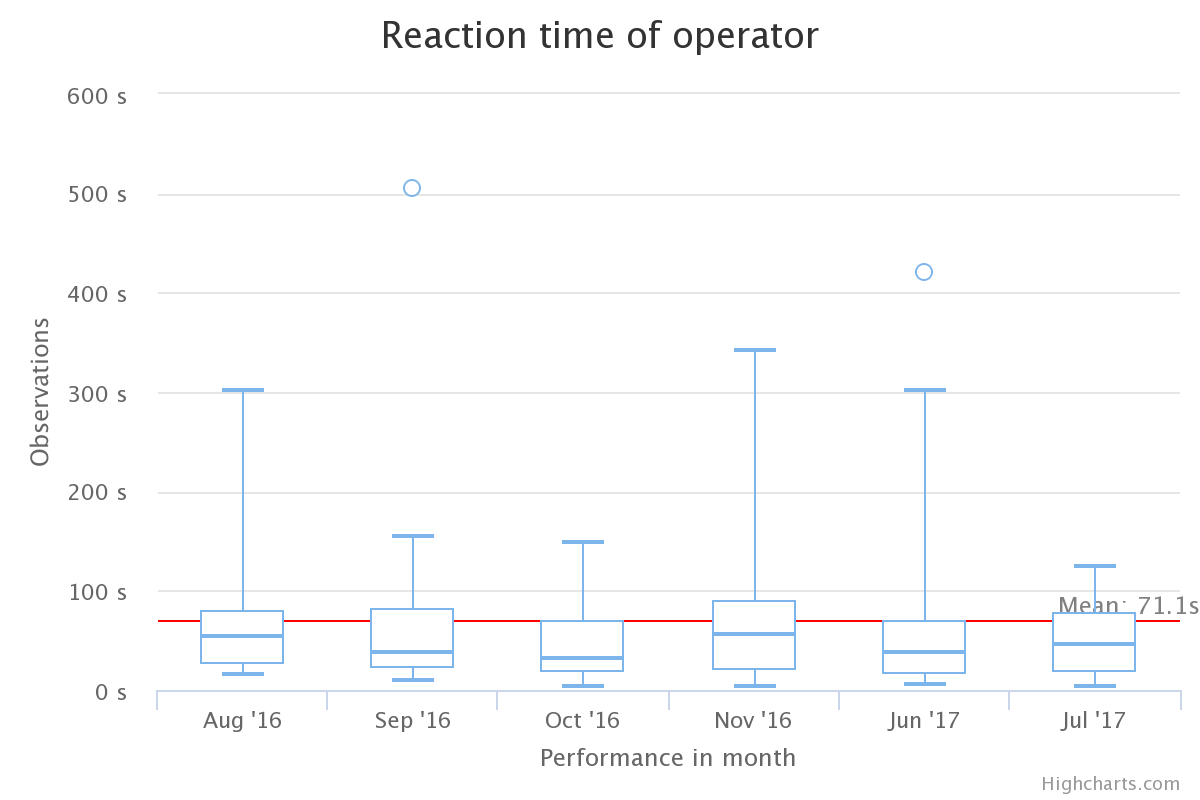 Reaction time of operator
600 s
500 s
400 s
300 s
200 s
100 s
0 s
Observations
Mean: 71.1s
Aug '16 Sep '16 Oct '16 Nov '16 Jun '17 Jul '17
Performance in month
Highcharts.com